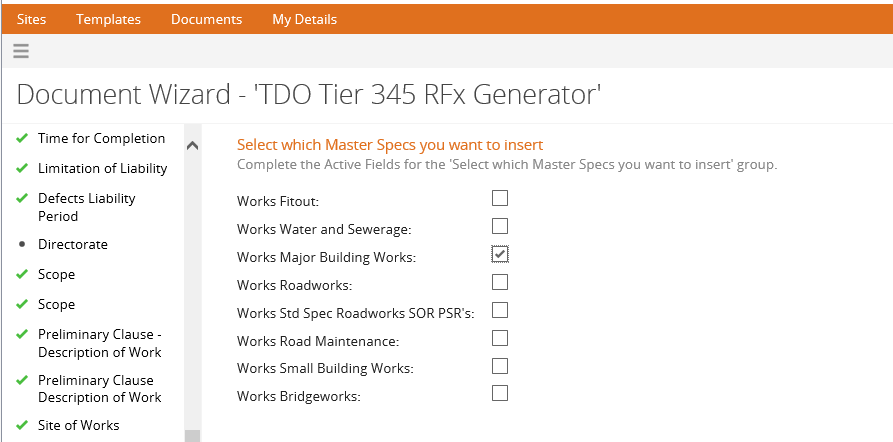 Sites Templates Documents My Details
Document Wizard - 'TDO Tier 345 RFx Generator'
Time for Completion
Limitation of Liability
Defects Liability
Period
Directorate
Scope
Scope
Preliminary Clause -
Description of Work
Preliminary Clause
Description of Work
Site of Works
Select which Master Specs you want to insert
Complete the Active Fields for the 'Select which Master Specs you want to insert' group.
Works Fitout:
Works Water and Sewerage:
Works Major Building Works:
Works Roadworks:
Works Std Spec Roadworks SOR PSR's:
Works Road Maintenance:
Works Small Building Works:
Works Bridgeworks: